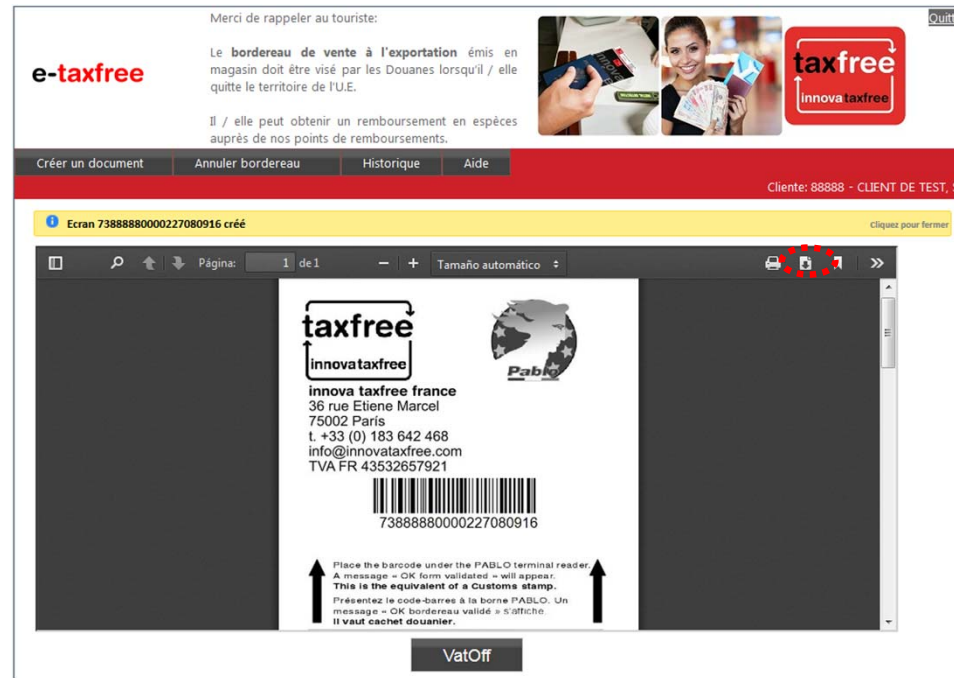 Merci de rappeler au touriste:
Quitt
Le bordereau de vente à l'exportation émis en
magasin doit être visé par les Douanes lorsqu'il / elle
quitte le territoire de l'U.E.
Il / elle peut obtenir un remboursement en espèces
auprès de nos points de remboursements.
e-taxfree
taxfree
innovataxfree
Créer un document
Annuler bordereau
Historique
Aide
Cliente: 88888 - CLIENT DE TEST, S
Ecran 73888880000227080916 créé
Cliquez pour fermer
Página: 1 de 1
Tamaño automático
taxfree
innovataxfree
Pablo
innova taxfree france
36 rue Etiene Marcel
75002 París
t. +33 (0) 183 642 468
info@innovataxfree.com
TVA FR 43532657921
73888880000227080916
Place the barcode under the PABLO terminal reader.
A message « OK form validated » will appear.
This is the equivalent of a Customs stamp.
Présentez le code-barres à la borne PABLO. Un
message « OK bordereau validé » s'affiche.
Il vaut cachet douanier.
VatOff